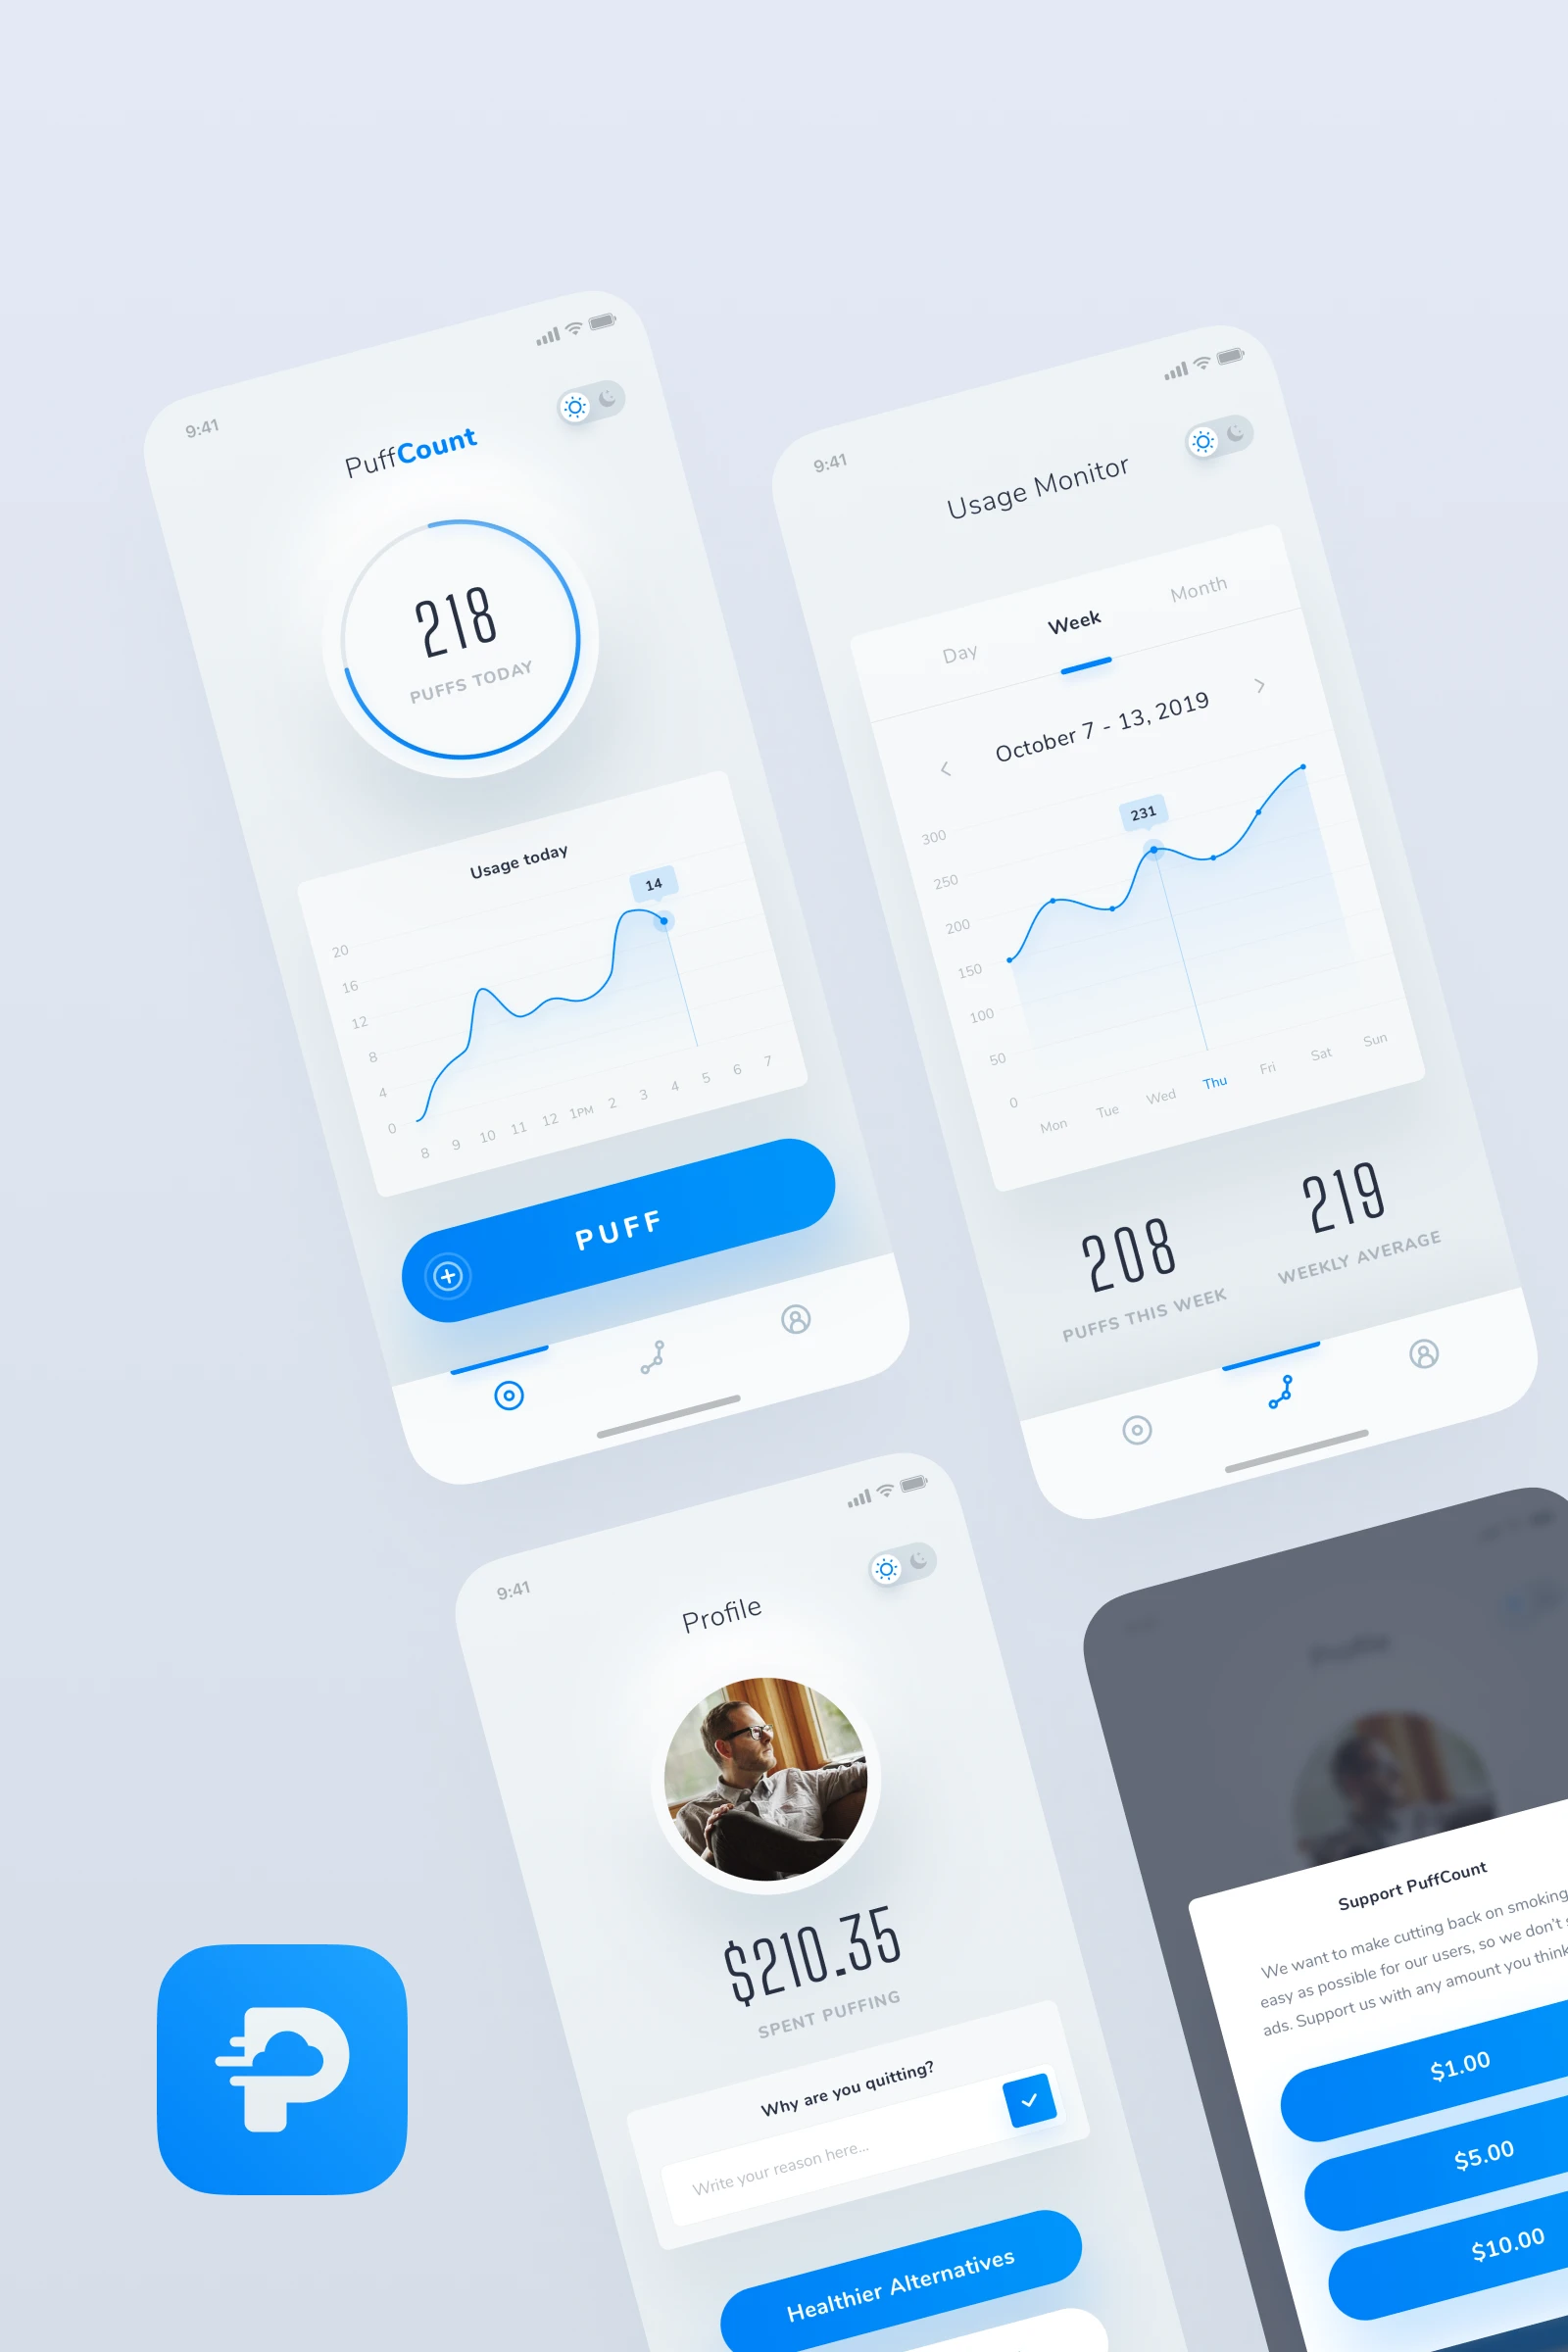 9:41
PuffCount
218
PUFFS TODAY
Usage today
14
20
16
12
8
4
0
8 9 10 11 12 1PM 2 3 4 5 6 7
PUFF
9:41
Usage Monitor
Day Week Month
October 7 - 13, 2019
231
300
250
200
150
100
50
0
Mon Tue Wed Thu Fri Sat Sun
208
PUFFS THIS WEEK
219
WEEKLY AVERAGE
9:41
Profile
$210.35
SPENT PUFFING
Why are you quitting?
Write your reason here...
Healthier Alternatives
Profile
Support PuffCount
We want to make cutting back on smoking
easy as possible for our users, so we don't
ads. Support us with any amount you think
$1.00
$5.00
$10.00
P